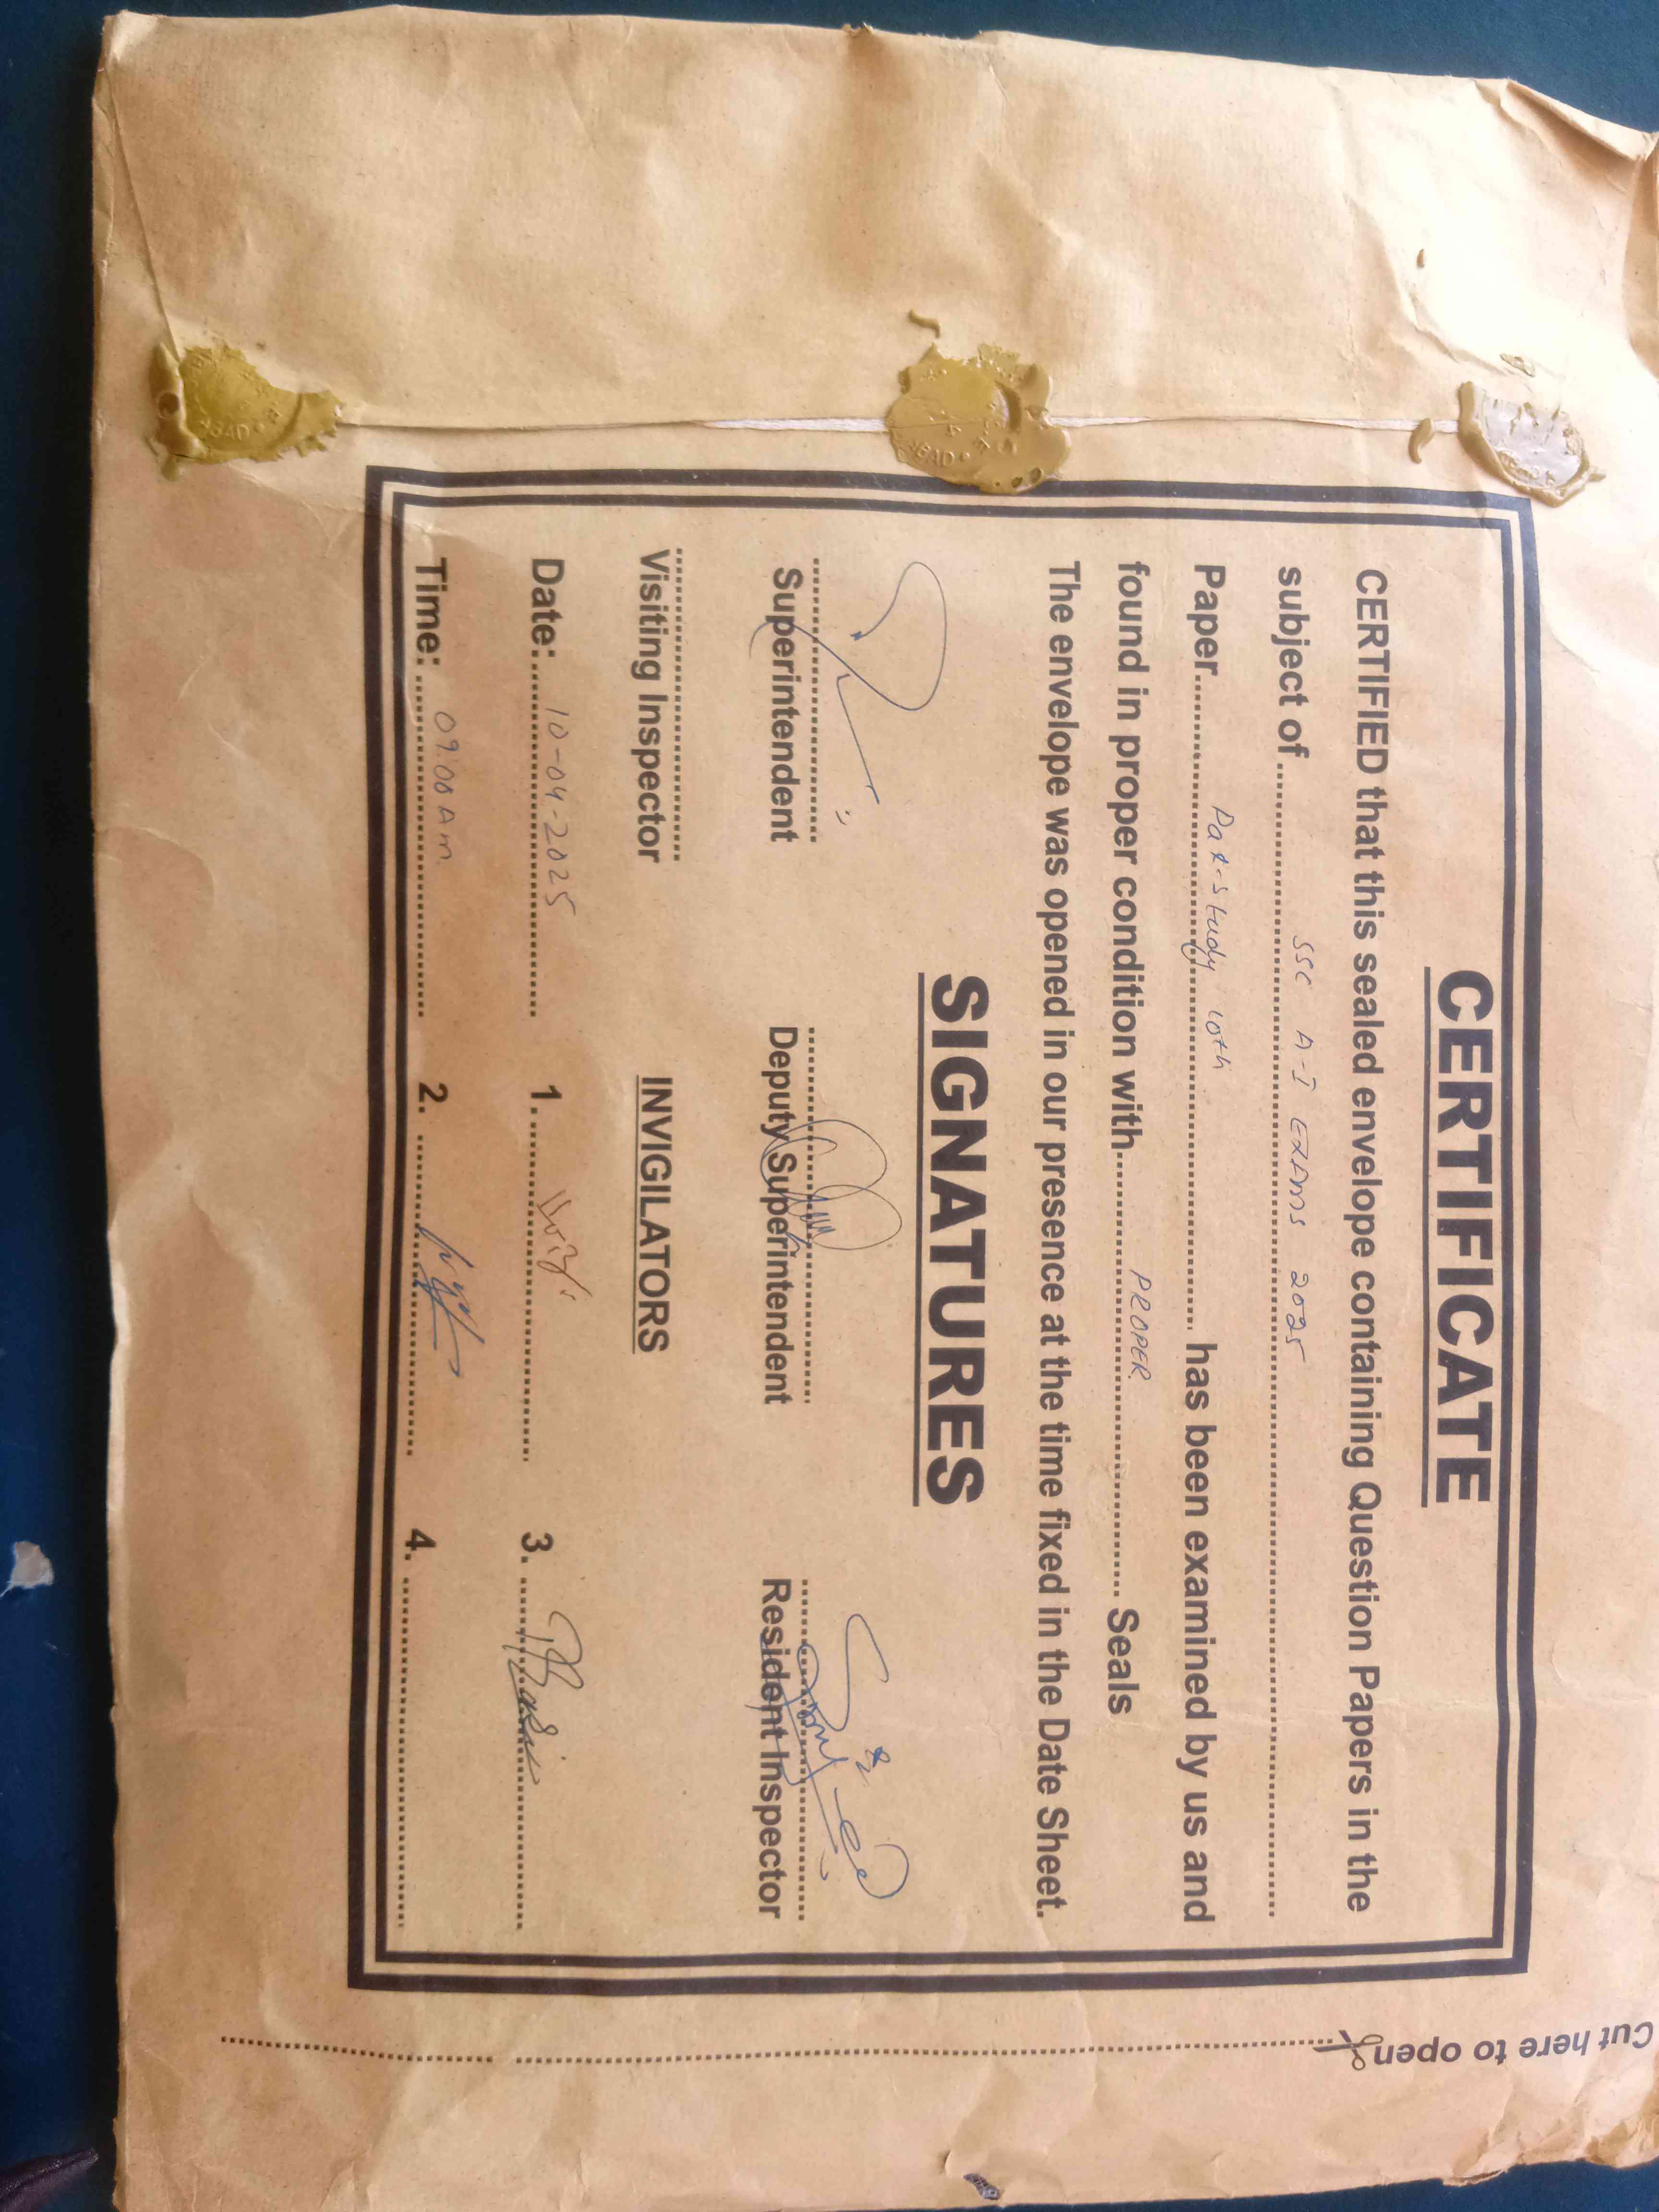 CERTIFICATE
CERTIFIED that this sealed envelope containing Question Papers in the
subject of SSC A-I EXAMS 2025
Paper Pak-Study 10th has been examined by us and
found in proper condition with PROPER Seals
The envelope was opened in our presence at the time fixed in the Date Sheet.
SIGNATURES
Superintendent Deputy Superintendent Resident Inspector
Visiting Inspector INVIGILATORS
Date: 10-04-2025 1. 3.
Time: 09:00 Am 2. 4.
Cut here to open
ABAD
ABAD